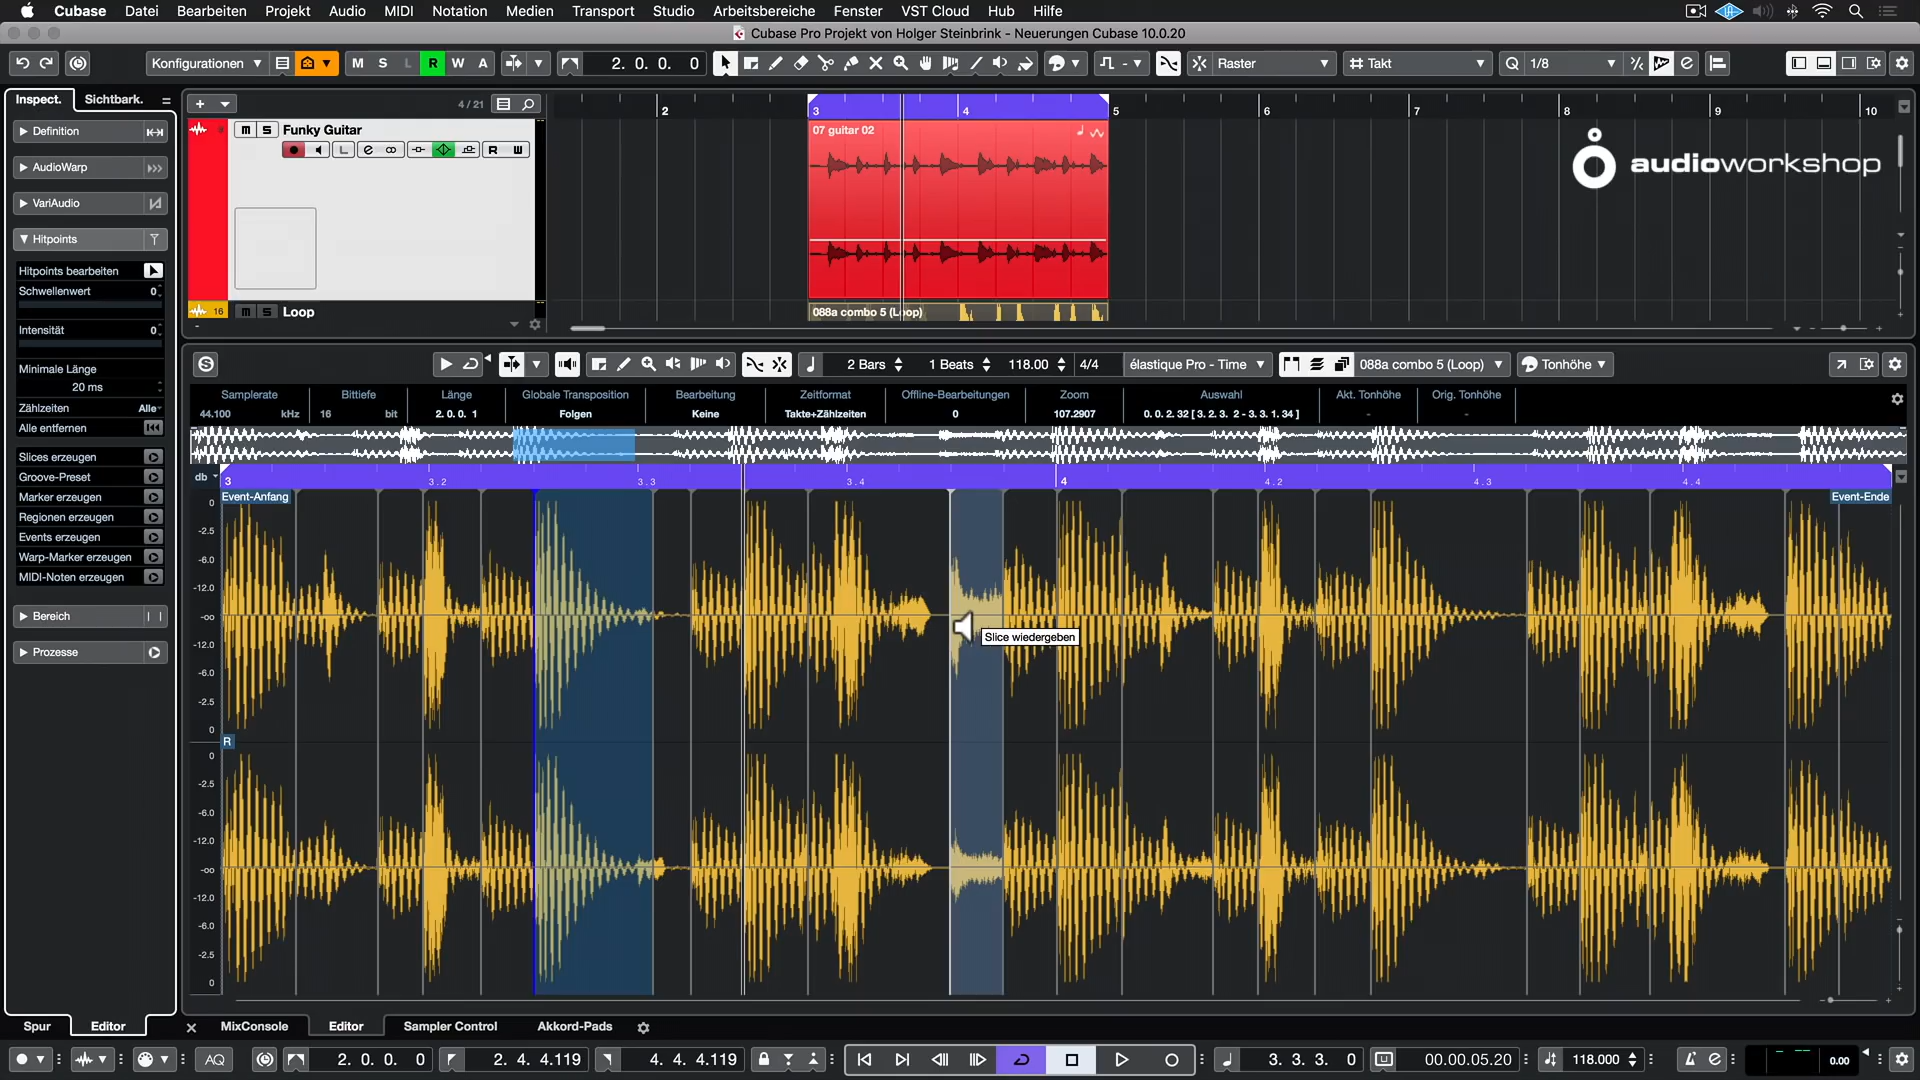 Cubase Datei Bearbeiten Projekt Audio MIDI Notation Medien Transport Studio Arbeitsbereiche Fenster VST Cloud Hub Hilfe
Cubase Pro Projekt von Holger Steinbrink - Neuerungen Cubase 10.0.20
Konfigurationen M S L R W A 2. 0. 0. 0 Raster Takt Q 1/8
Inspect. Sichtbark. 4 / 21 2 3 4 5 6 7 8 9 10
Definition
AudioWarp
VariAudio
Hitpoints
Hitpoints bearbeiten
Schwellenwert 0
Intensität 0
Minimale Länge
20 ms
Zählzeiten Alle
Alle entfernen
Slices erzeugen
Groove-Preset
Marker erzeugen
Regionen erzeugen
Events erzeugen
Warp-Marker erzeugen
MIDI-Noten erzeugen
Bereich
Prozesse
m S Funky Guitar
L e R W
16 m S Loop
07 guitar 02
088a combo 5 (Loop)
audioworkshop
2 Bars 1 Beats 118.00 4/4 élastique Pro - Time 088a combo 5 (Loop) Tonhöhe
Samplerate Bittiefe Länge Globale Transposition Bearbeitung Zeitformat Offline-Bearbeitungen Zoom Auswahl Akt. Tonhöhe Orig. Tonhöhe
44.100 kHz 16 bit 2. 0. 0. 1 Folgen Keine Takte+Zählzeiten 0 107.2907 0. 0. 2. 32 [ 3. 2. 3. 2 - 3. 3. 1. 34 ] - -
db 3 3.2 3.3 3.4 4 4.2 4.3 4.4
Event-Anfang Event-Ende
0
-2.5
-6.0
-12.0
-oo
-12.0
-6.0
-2.5
0
Slice wiedergeben
R
0
-2.5
-6.0
-12.0
-oo
-12.0
-6.0
-2.5
0
Spur Editor MixConsole Editor Sampler Control Akkord-Pads
AQ 2. 0. 0. 0 2. 4. 4.119 4. 4. 4.119 3. 3. 3. 0 00.00.05.20 118.000 0.00